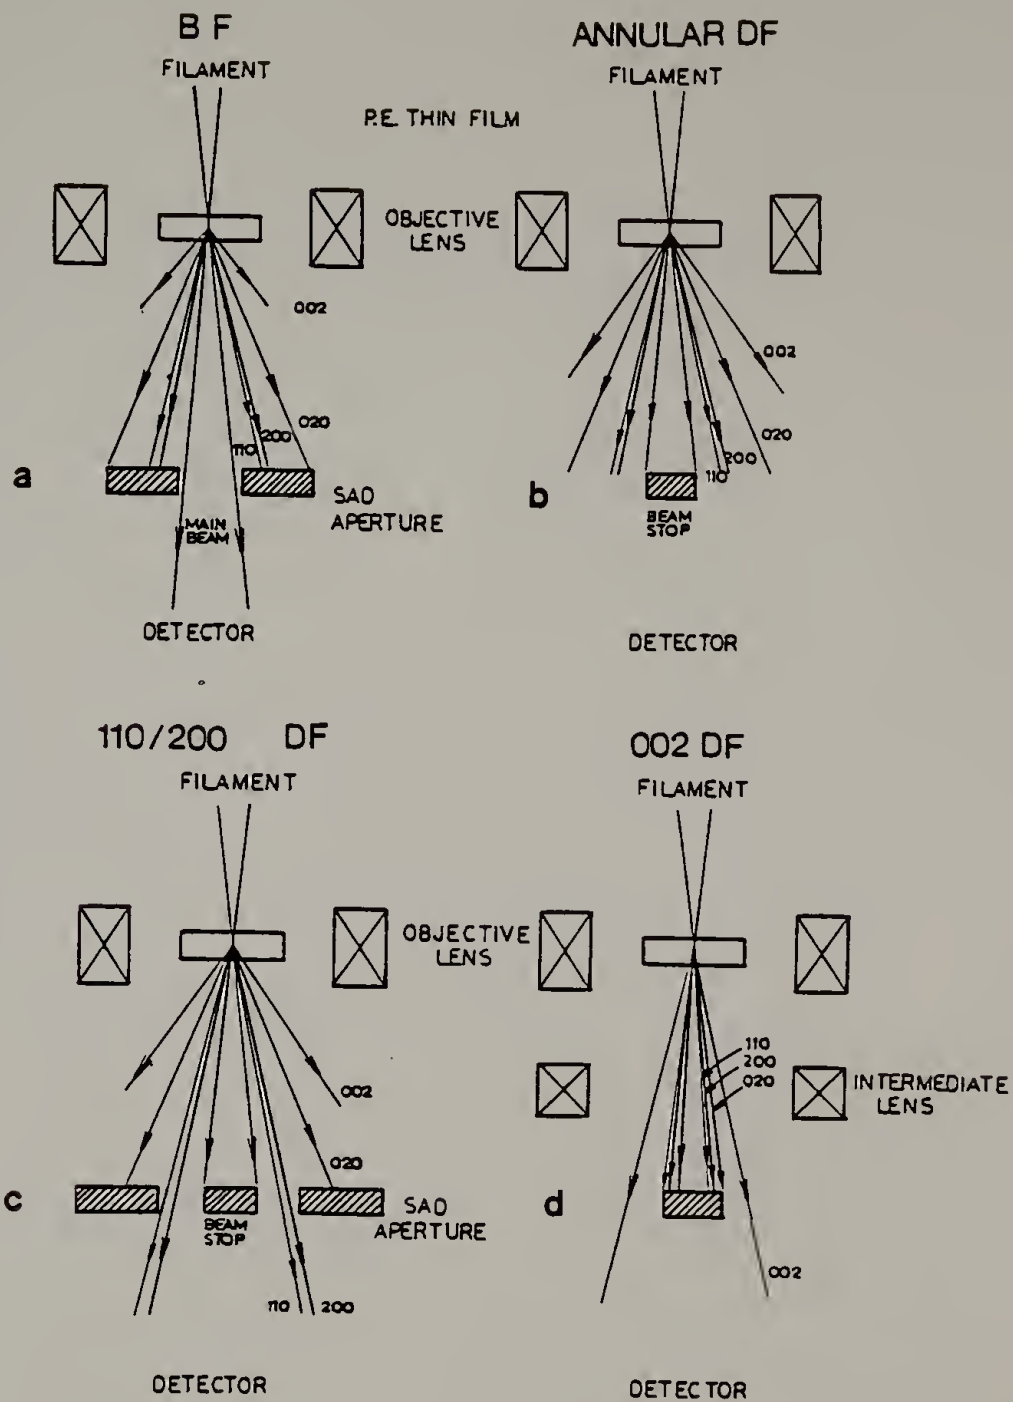 BF
FILAMENT
P.E. THIN FILM
OBJECTIVE
LENS
002
020
200
110
a
SAD
APERTURE
MAIN
BEAM
DETECTOR
ANNULAR DF
FILAMENT
002
020
200
110
b
BEAM
STOP
DETECTOR
110/200 DF
FILAMENT
OBJECTIVE
LENS
002
020
c
BEAM
STOP
SAD
APERTURE
110 200
DETECTOR
002 DF
FILAMENT
110
200
020
INTERMEDIATE
LENS
d
002
DETECTOR